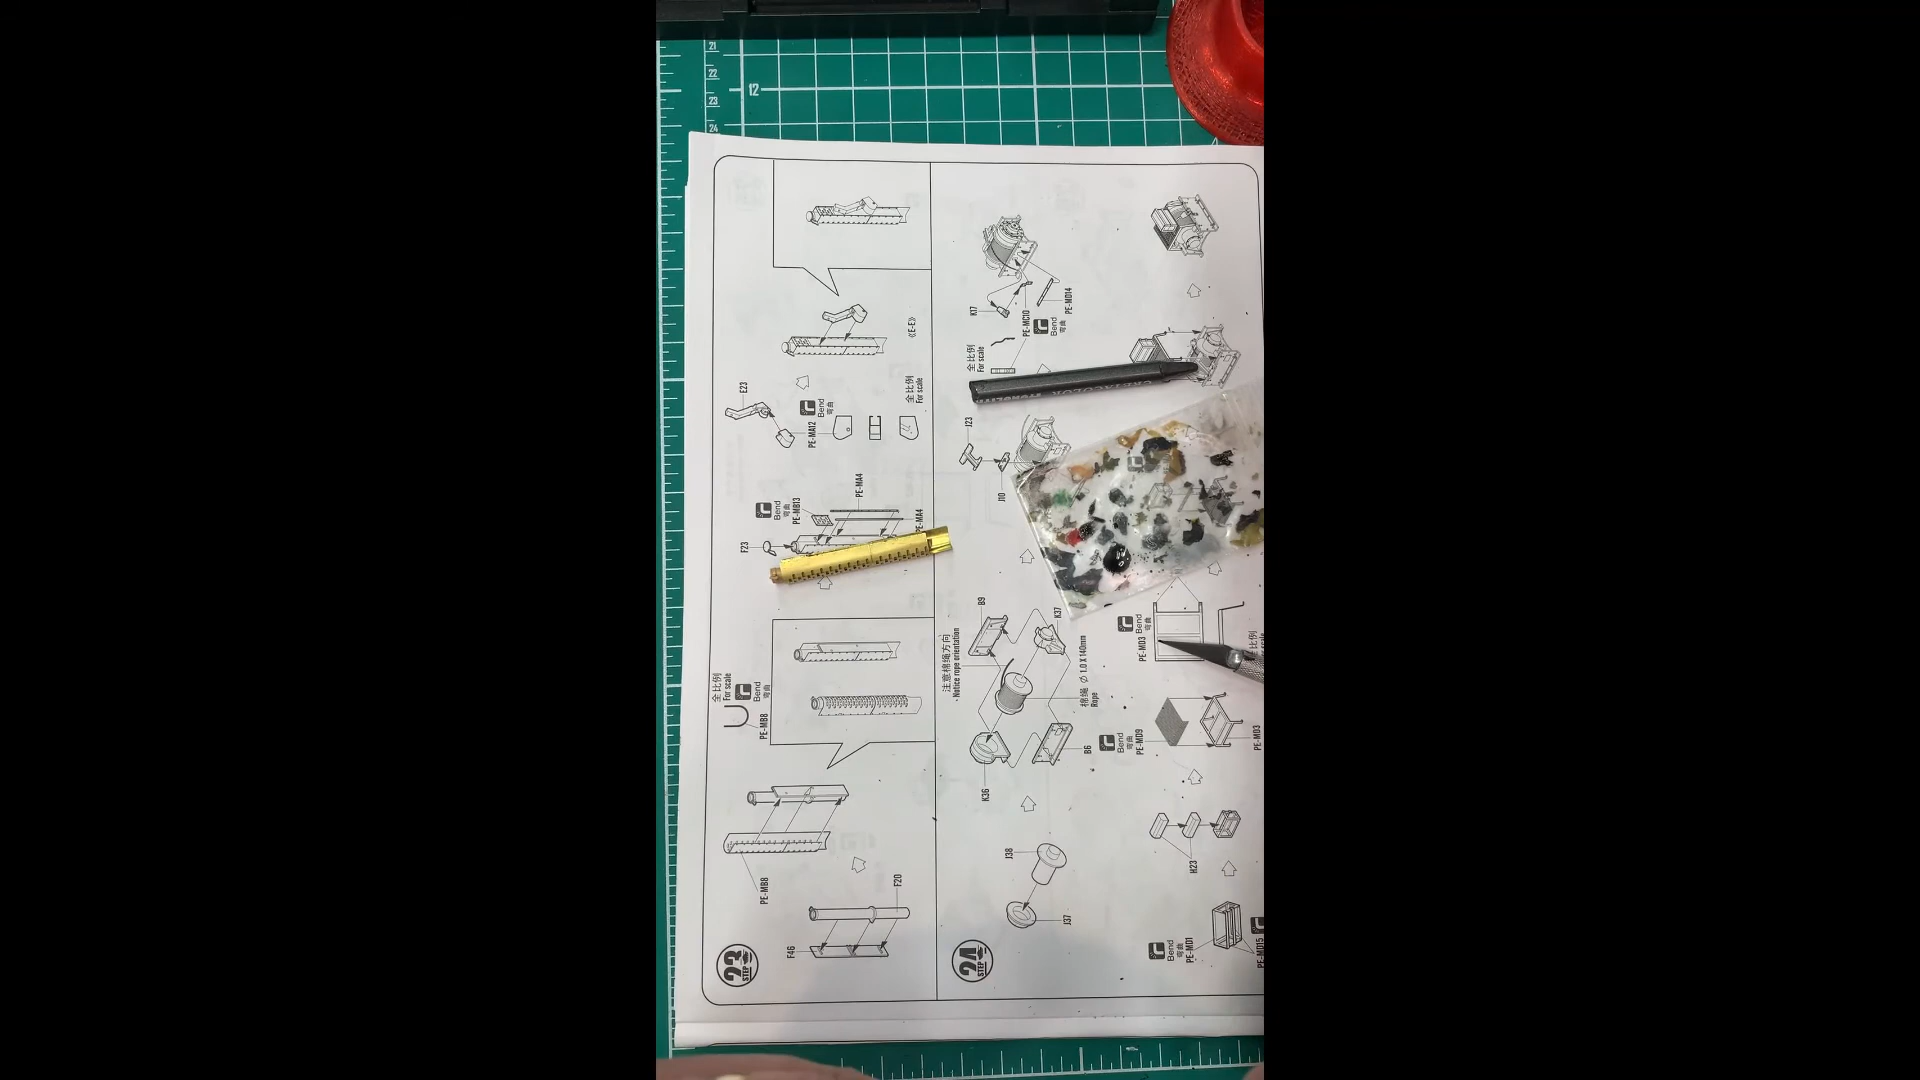 21
22
12
23
24
23
STEP
F46
F20
PE-MB8
全比例
For scale
Bend
弯曲
PE-MB8
F23
Bend
弯曲
PE-MB13
PE-MA4
PE-MA4
E23
Bend
弯曲
PE-MA12
全比例
For scale
《E-E》
24
STEP
J37
J38
K36
B6
注意棉绳方向
Notice rope orientation
B9
K37
棉绳 Ø 1.0 X 140mm
Rope
J10
J23
全比例
For scale
K17
PE-MC10
Bend
弯曲
PE-MD14
Bend
弯曲
PE-MD1
PE-MD15
H23
Bend
弯曲
PE-MD9
PE-MD3
Bend
弯曲
PE-MD3